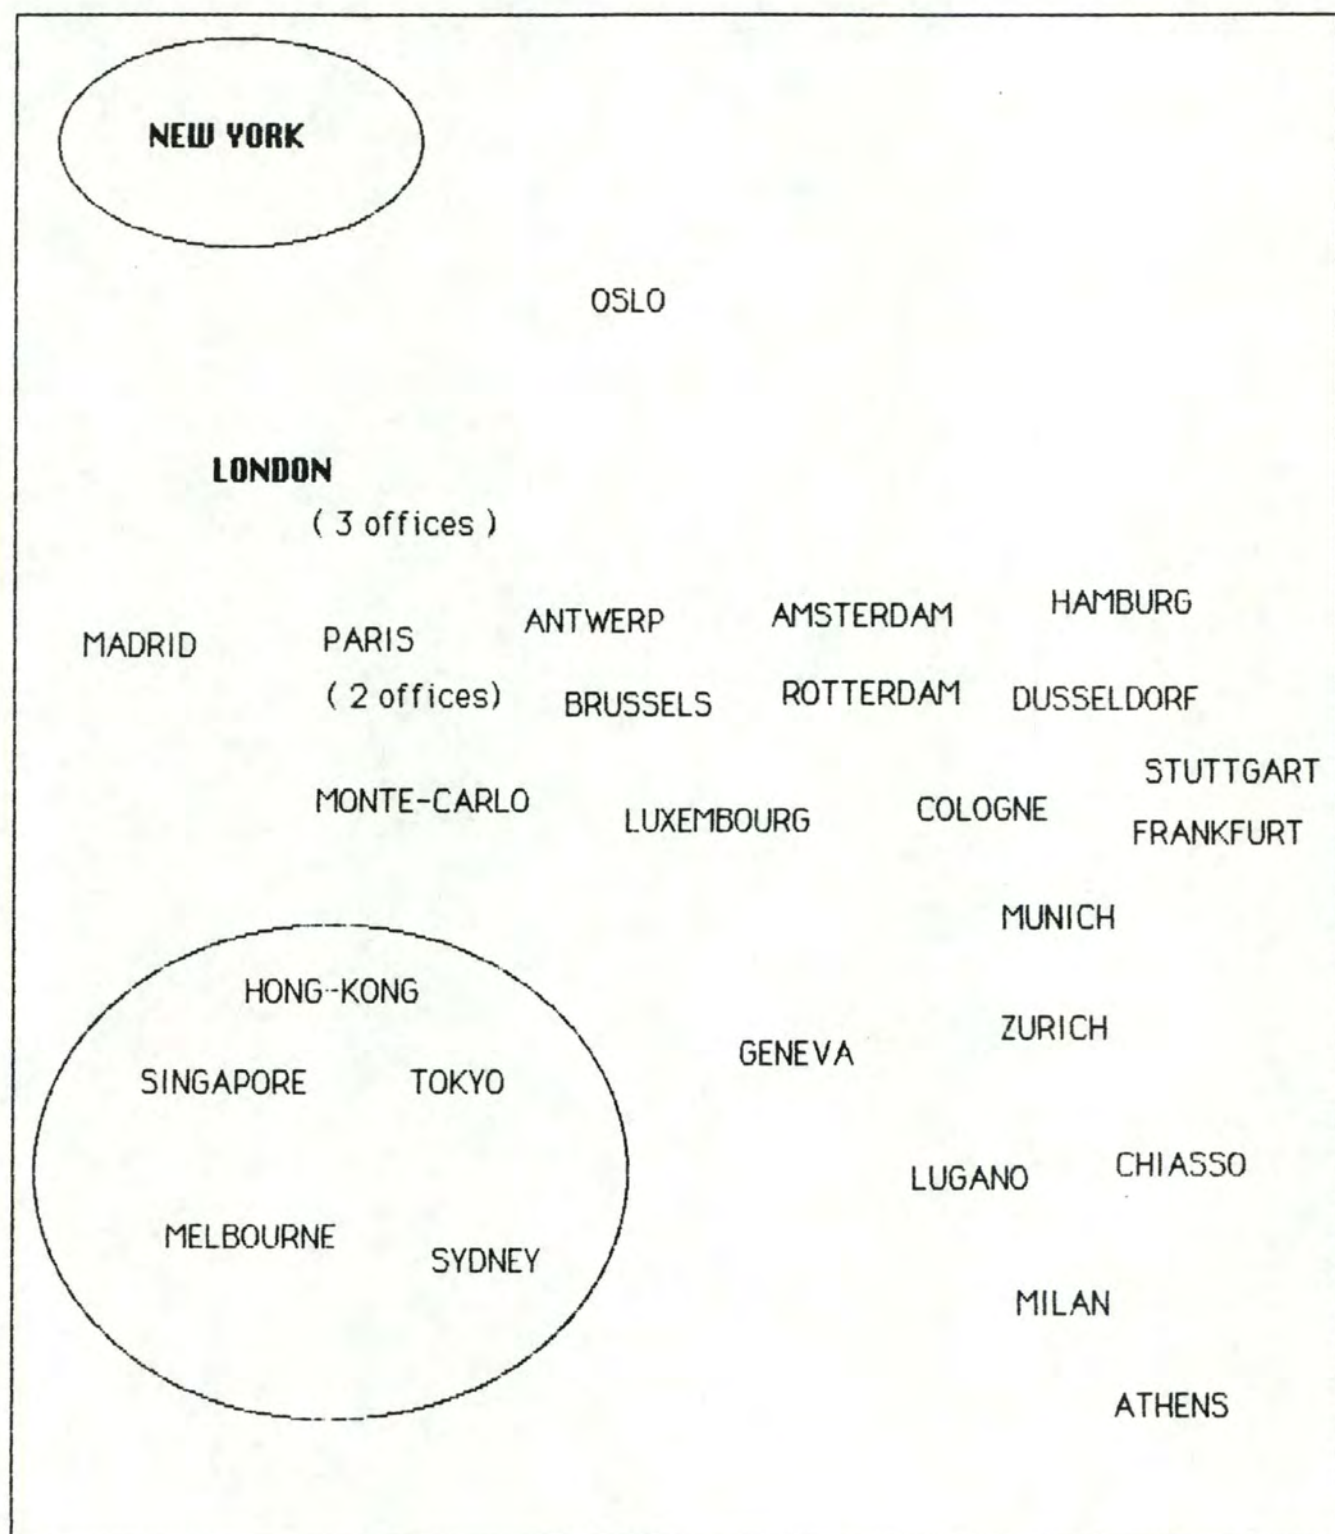 NEW YORK
OSLO
LONDON
( 3 offices )
MADRID
PARIS
( 2 offices)
ANTWERP
AMSTERDAM
HAMBURG
BRUSSELS
ROTTERDAM
DUSSELDORF
STUTTGART
MONTE-CARLO
LUXEMBOURG
COLOGNE
FRANKFURT
MUNICH
HONG-KONG
ZURICH
GENEVA
SINGAPORE
TOKYO
LUGANO
CHIASSO
MELBOURNE
SYDNEY
MILAN
ATHENS